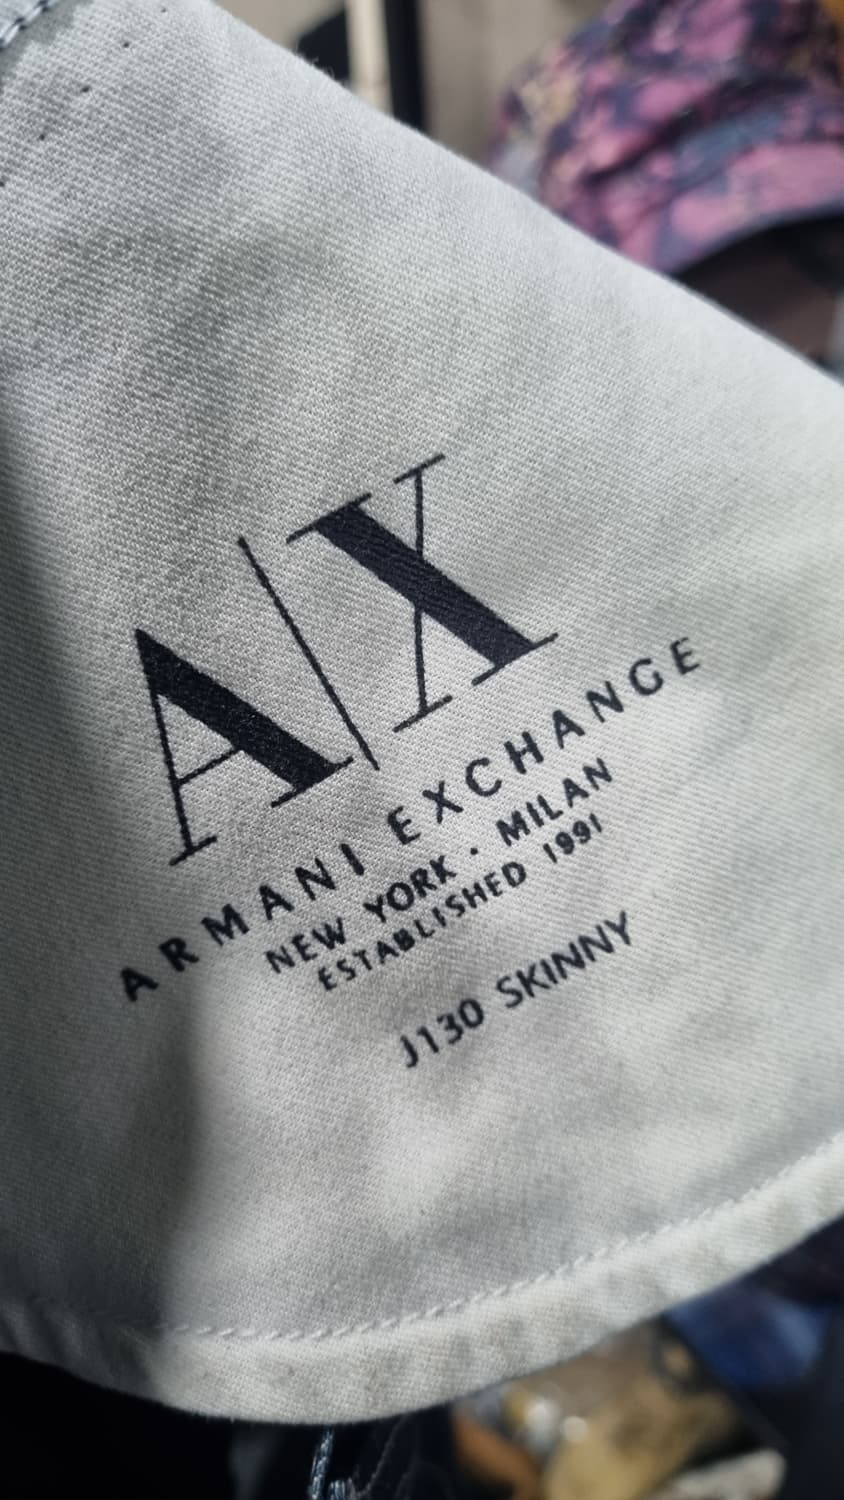 A|X
ARMANI EXCHANGE
NEW YORK · MILAN
ESTABLISHED 1991
J130 SKINNY